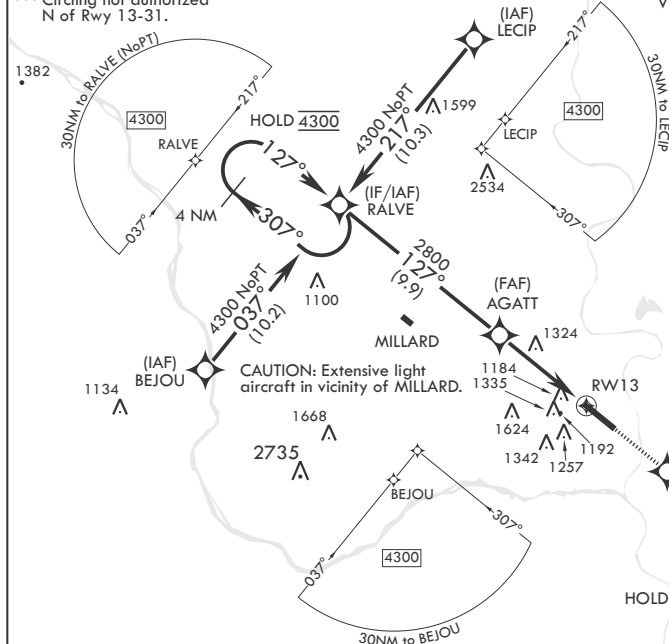 Circling not authorized
N of Rwy 13-31.
1382
30NM to RALVE (NoPT)
217°
4300
RALVE
037°
HOLD 4300
127°
307°
4 NM
(IAF)
LECIP
4300 NoPT
217°
(10.3)
1599
217°
30NM to LECIP
4300
LECIP
2534
307°
(IF/IAF)
RALVE
2800
127°
(9.9)
1100
4300 NoPT
037°
(10.2)
MILLARD
(FAF)
AGATT
1324
(IAF)
BEJOU
CAUTION: Extensive light
aircraft in vicinity of MILLARD.
1184
1335
RW13
1134
1668
1624
1192
2735
1342
1257
BEJOU
307°
037°
4300
30NM to BEJOU
HOLD